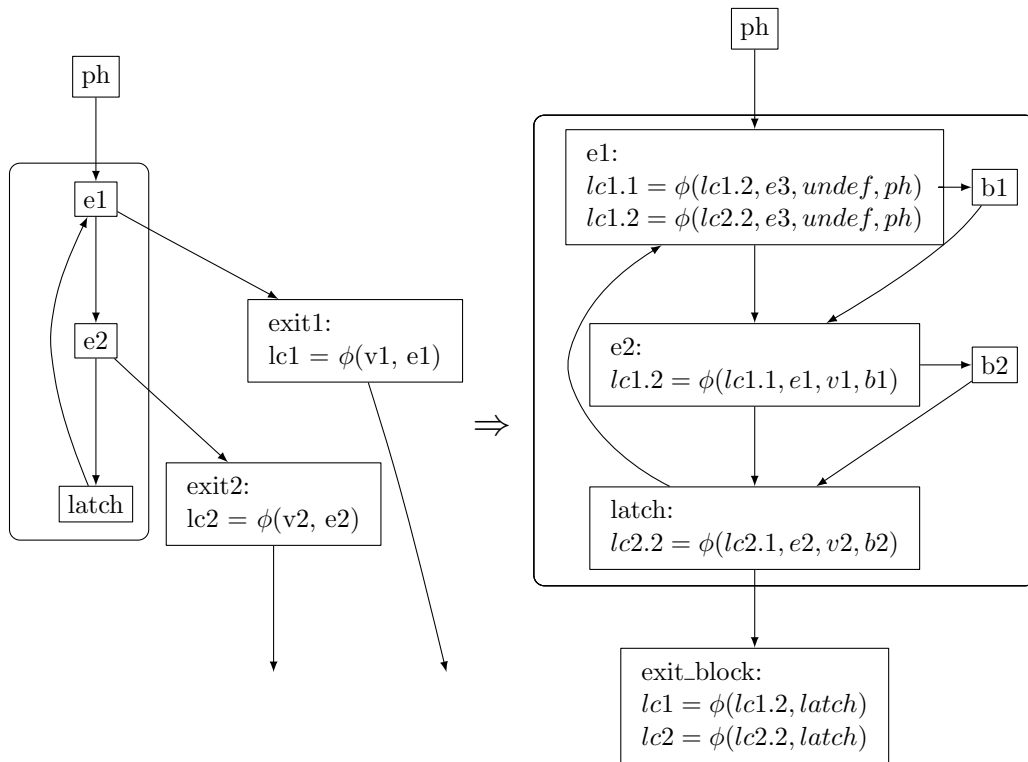 ph
e1
e2
latch
exit1:
lc1 = ϕ(v1, e1)
exit2:
lc2 = ϕ(v2, e2)
⇒
ph
e1:
lc1.1 = ϕ(lc1.2, e3, undef, ph)
lc1.2 = ϕ(lc2.2, e3, undef, ph)
b1
e2:
lc1.2 = ϕ(lc1.1, e1, v1, b1)
b2
latch:
lc2.2 = ϕ(lc2.1, e2, v2, b2)
exit_block:
lc1 = ϕ(lc1.2, latch)
lc2 = ϕ(lc2.2, latch)